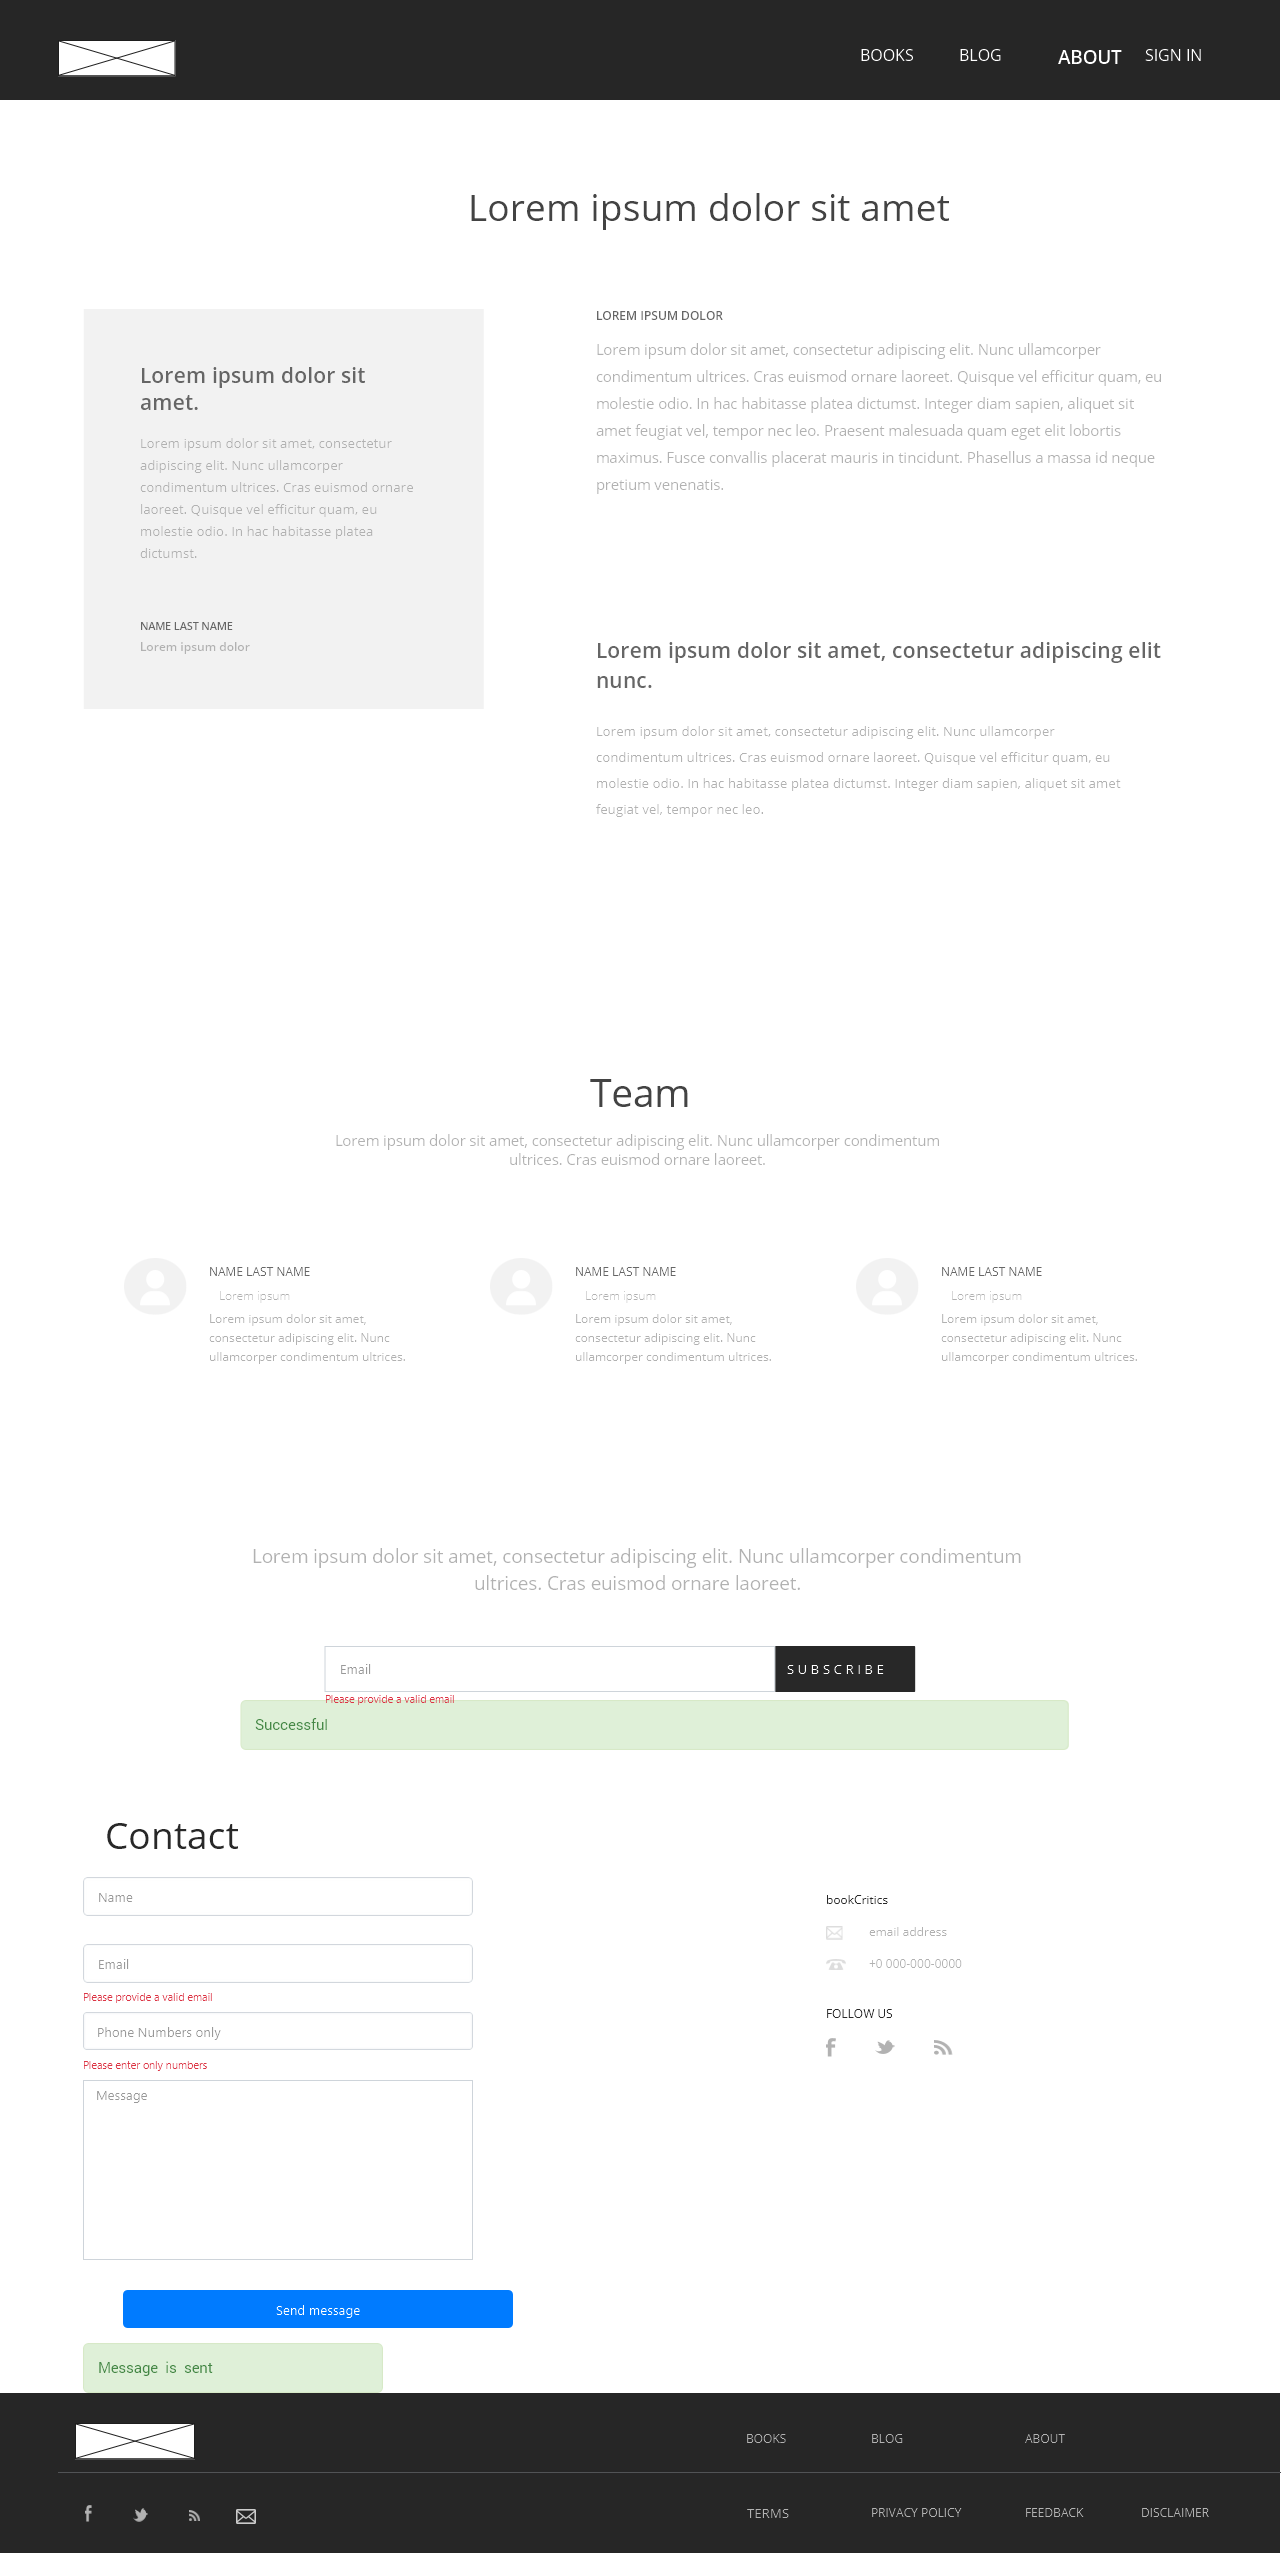 BOOKS BLOG ABOUT SIGN IN
Lorem ipsum dolor sit amet
Lorem ipsum dolor sit
amet.
Lorem ipsum dolor sit amet, consectetur
adipiscing elit. Nunc ullamcorper
condimentum ultrices. Cras euismod ornare
laoreet. Quisque vel efficitur quam, eu
molestie odio. In hac habitasse platea
dictumst.
NAME LAST NAME
Lorem ipsum dolor
LOREM IPSUM DOLOR
Lorem ipsum dolor sit amet, consectetur adipiscing elit. Nunc ullamcorper
condimentum ultrices. Cras euismod ornare laoreet. Quisque vel efficitur quam, eu
molestie odio. In hac habitasse platea dictumst. Integer diam sapien, aliquet sit
amet feugiat vel, tempor nec leo. Praesent malesuada quam eget elit lobortis
maximus. Fusce convallis placerat mauris in tincidunt. Phasellus a massa id neque
pretium venenatis.
Lorem ipsum dolor sit amet, consectetur adipiscing elit
nunc.
Lorem ipsum dolor sit amet, consectetur adipiscing elit. Nunc ullamcorper
condimentum ultrices. Cras euismod ornare laoreet. Quisque vel efficitur quam, eu
molestie odio. In hac habitasse platea dictumst. Integer diam sapien, aliquet sit amet
feugiat vel, tempor nec leo.
Team
Lorem ipsum dolor sit amet, consectetur adipiscing elit. Nunc ullamcorper condimentum
ultrices. Cras euismod ornare laoreet.
NAME LAST NAME
Lorem ipsum
Lorem ipsum dolor sit amet,
consectetur adipiscing elit. Nunc
ullamcorper condimentum ultrices.
NAME LAST NAME
Lorem ipsum
Lorem ipsum dolor sit amet,
consectetur adipiscing elit. Nunc
ullamcorper condimentum ultrices.
NAME LAST NAME
Lorem ipsum
Lorem ipsum dolor sit amet,
consectetur adipiscing elit. Nunc
ullamcorper condimentum ultrices.
Lorem ipsum dolor sit amet, consectetur adipiscing elit. Nunc ullamcorper condimentum
ultrices. Cras euismod ornare laoreet.
Email SUBSCRIBE
Please provide a valid email
Successful
Contact
Name
Email
Please provide a valid email
Phone Numbers only
Please enter only numbers
Message
Send message
Message is sent
bookCritics
email address
+0 000-000-0000
FOLLOW US
BOOKS BLOG ABOUT
TERMS PRIVACY POLICY FEEDBACK DISCLAIMER